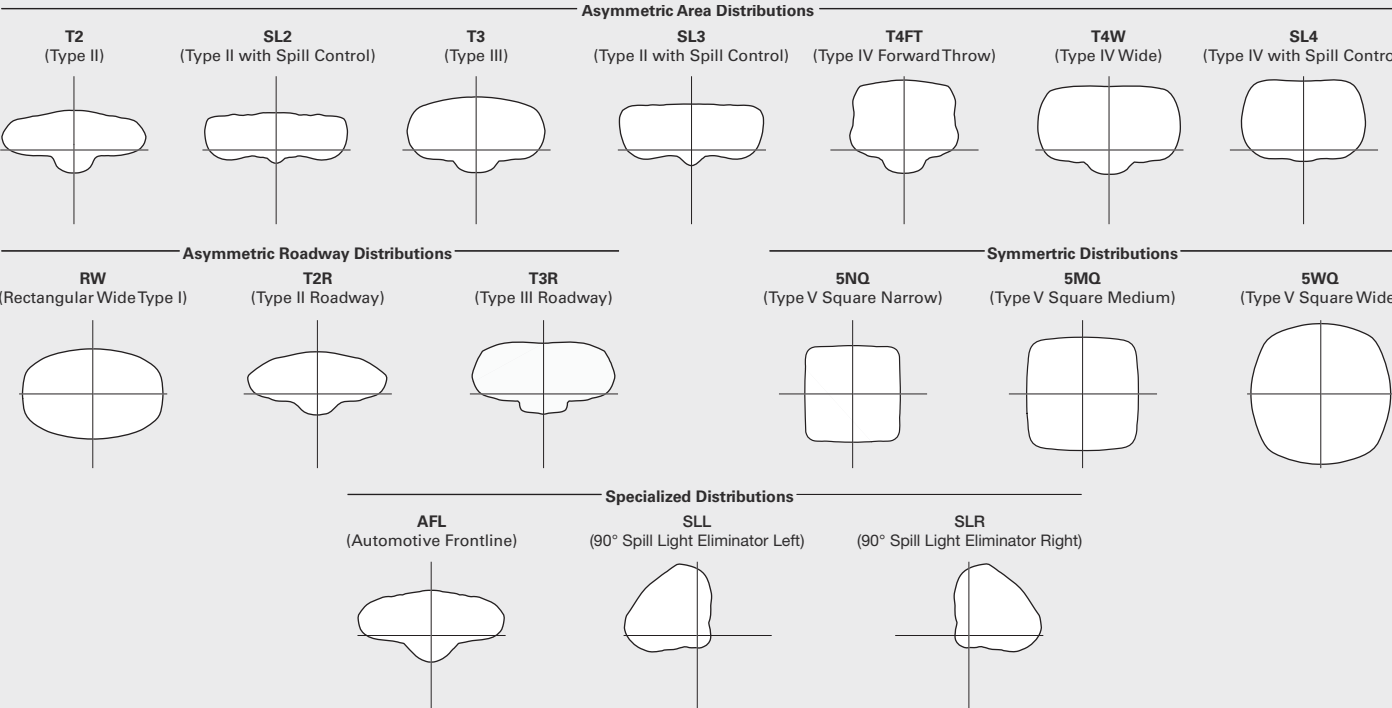 Asymmetric Area Distributions
T2
(Type II)
SL2
(Type II with Spill Control)
T3
(Type III)
SL3
(Type II with Spill Control)
T4FT
(Type IV Forward Throw)
T4W
(Type IV Wide)
SL4
(Type IV with Spill Contro
Asymmetric Roadway Distributions
RW
(Rectangular Wide Type I)
T2R
(Type II Roadway)
T3R
(Type III Roadway)
Symmertric Distributions
5NQ
(Type V Square Narrow)
5MQ
(Type V Square Medium)
5WQ
(Type V Square Wide
Specialized Distributions
AFL
(Automotive Frontline)
SLL
(90° Spill Light Eliminator Left)
SLR
(90° Spill Light Eliminator Right)